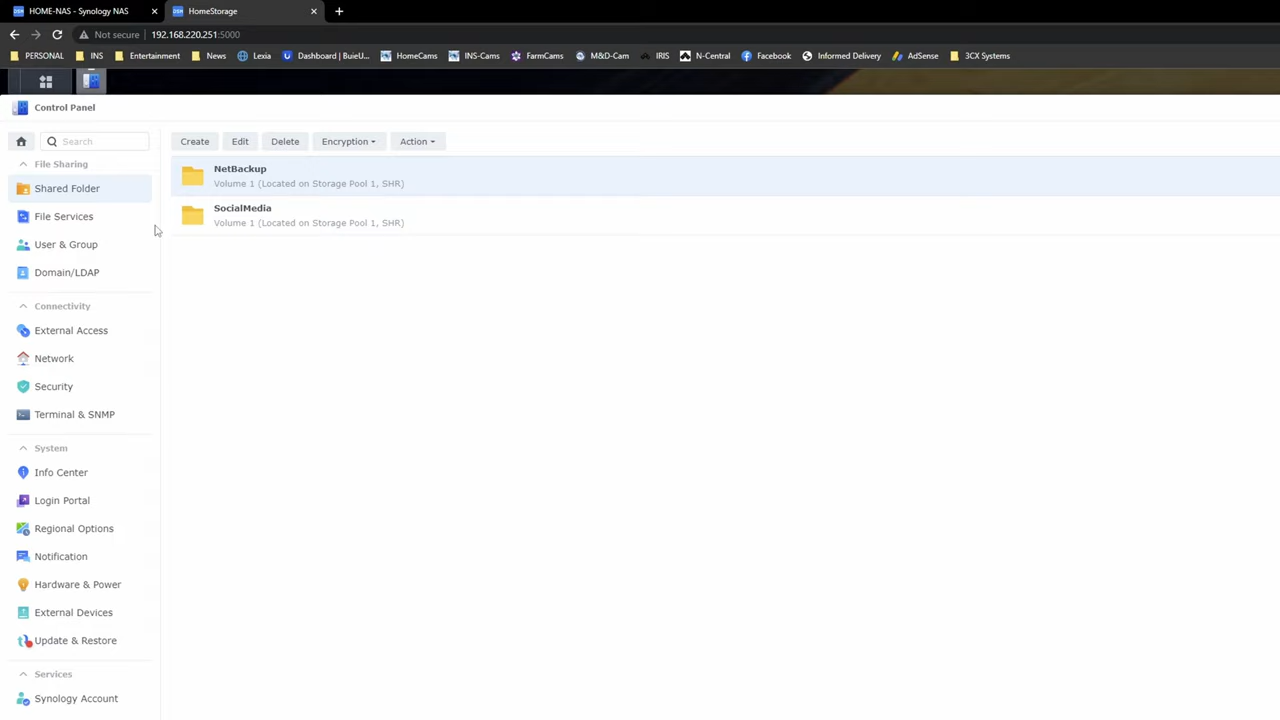 HOME-NAS - Synology NAS
HomeStorage
Not secure
192.168.220.251:5000
PERSONAL
INS
Entertainment
News
Lexia
Dashboard | BuieU...
HomeCams
INS-Cams
FarmCams
M&D-Cam
IRIS
N-Central
Facebook
Informed Delivery
AdSense
3CX Systems
Control Panel
Search
Create
Edit
Delete
Encryption
Action
File Sharing
Shared Folder
File Services
User & Group
Domain/LDAP
Connectivity
External Access
Network
Security
Terminal & SNMP
System
Info Center
Login Portal
Regional Options
Notification
Hardware & Power
External Devices
Update & Restore
Services
Synology Account
NetBackup
Volume 1 (Located on Storage Pool 1, SHR)
SocialMedia
Volume 1 (Located on Storage Pool 1, SHR)